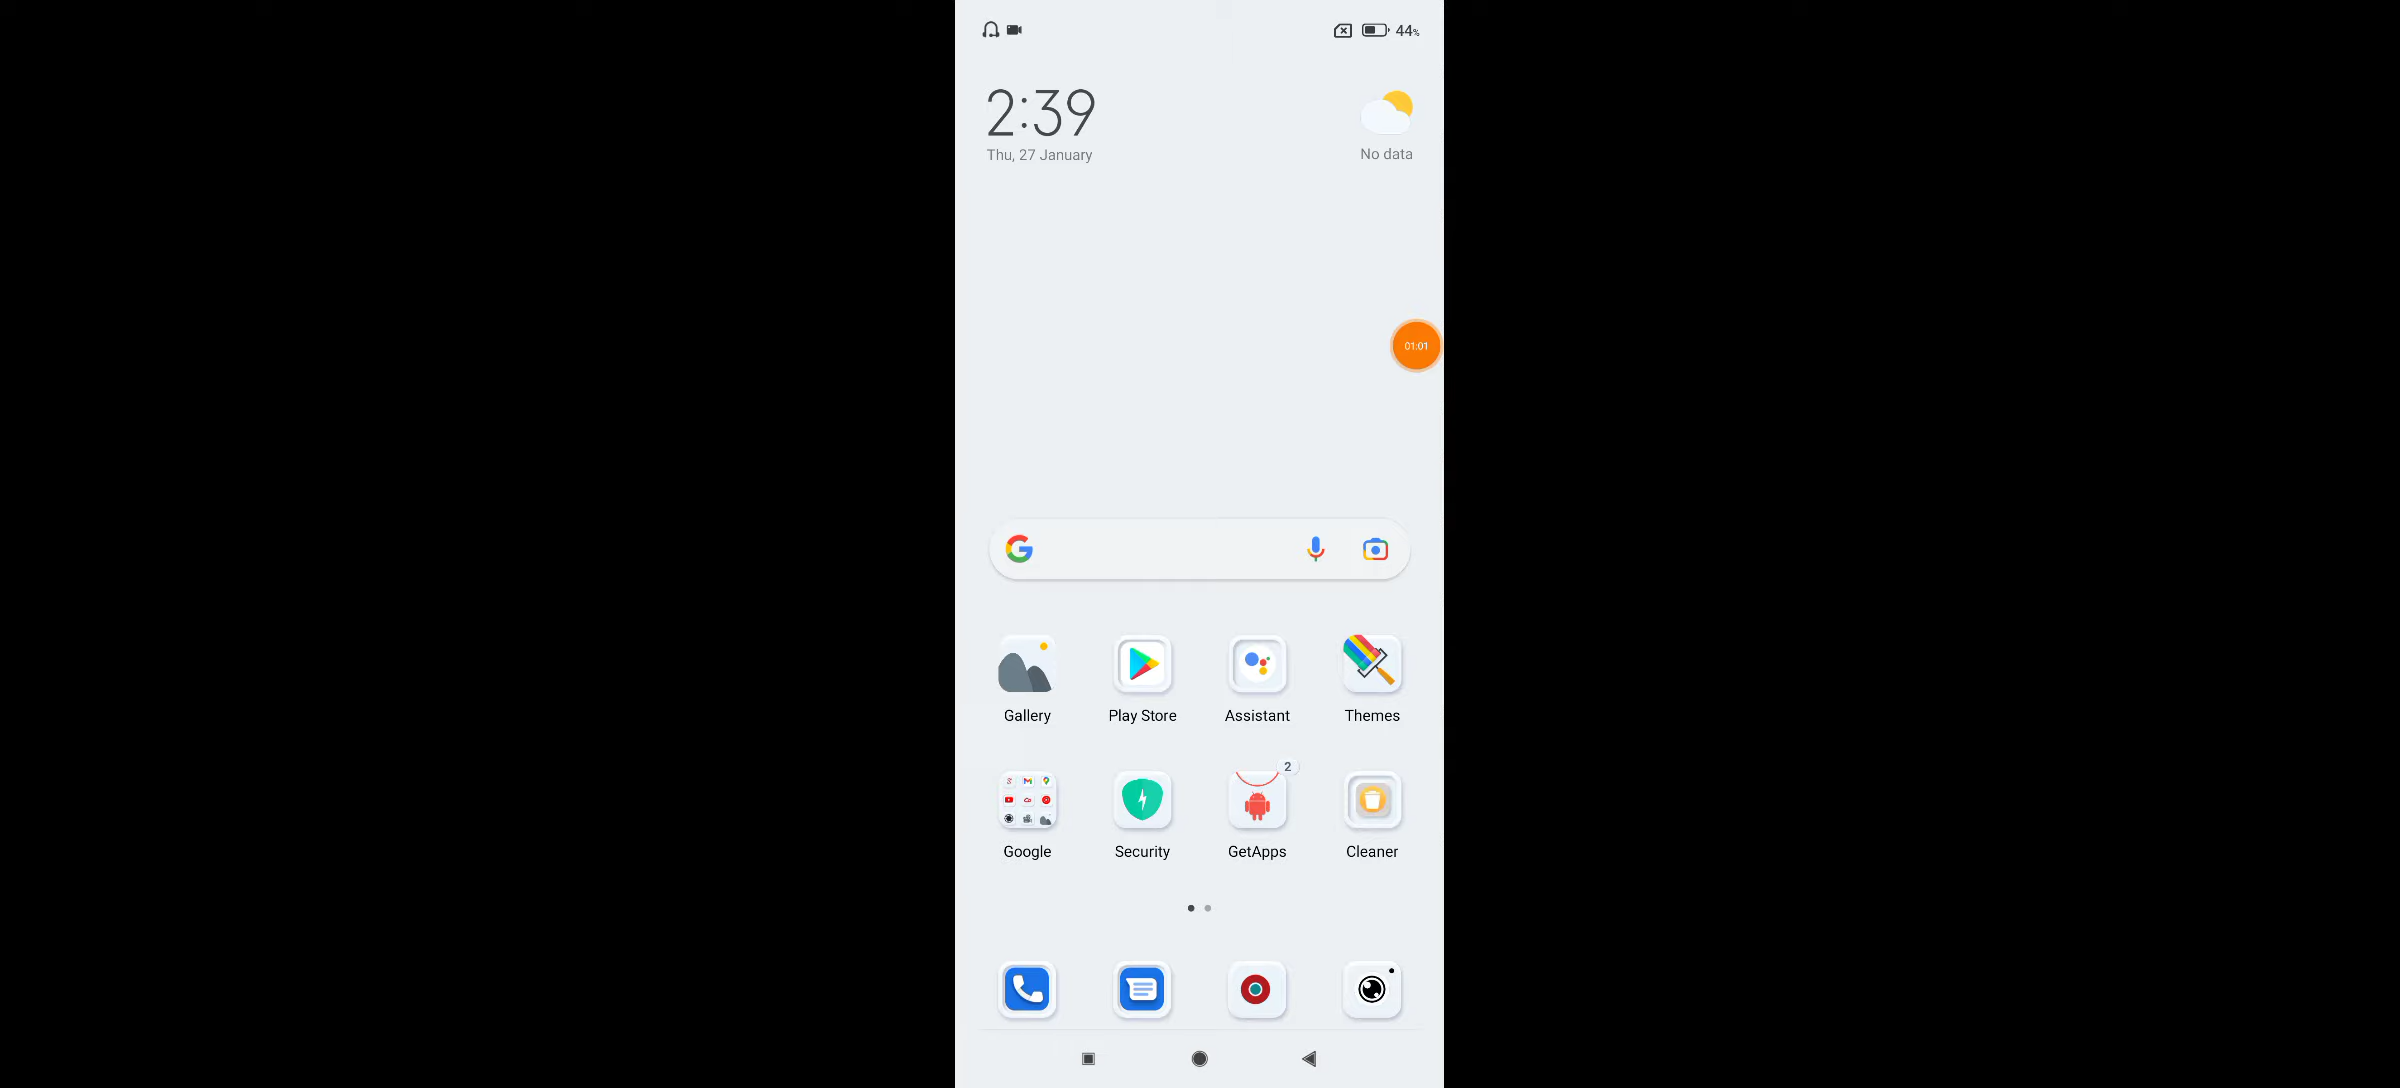 44%
2:39
Thu, 27 January
No data
01:01
Gallery
Play Store
Assistant
Themes
2
Google
Security
GetApps
Cleaner